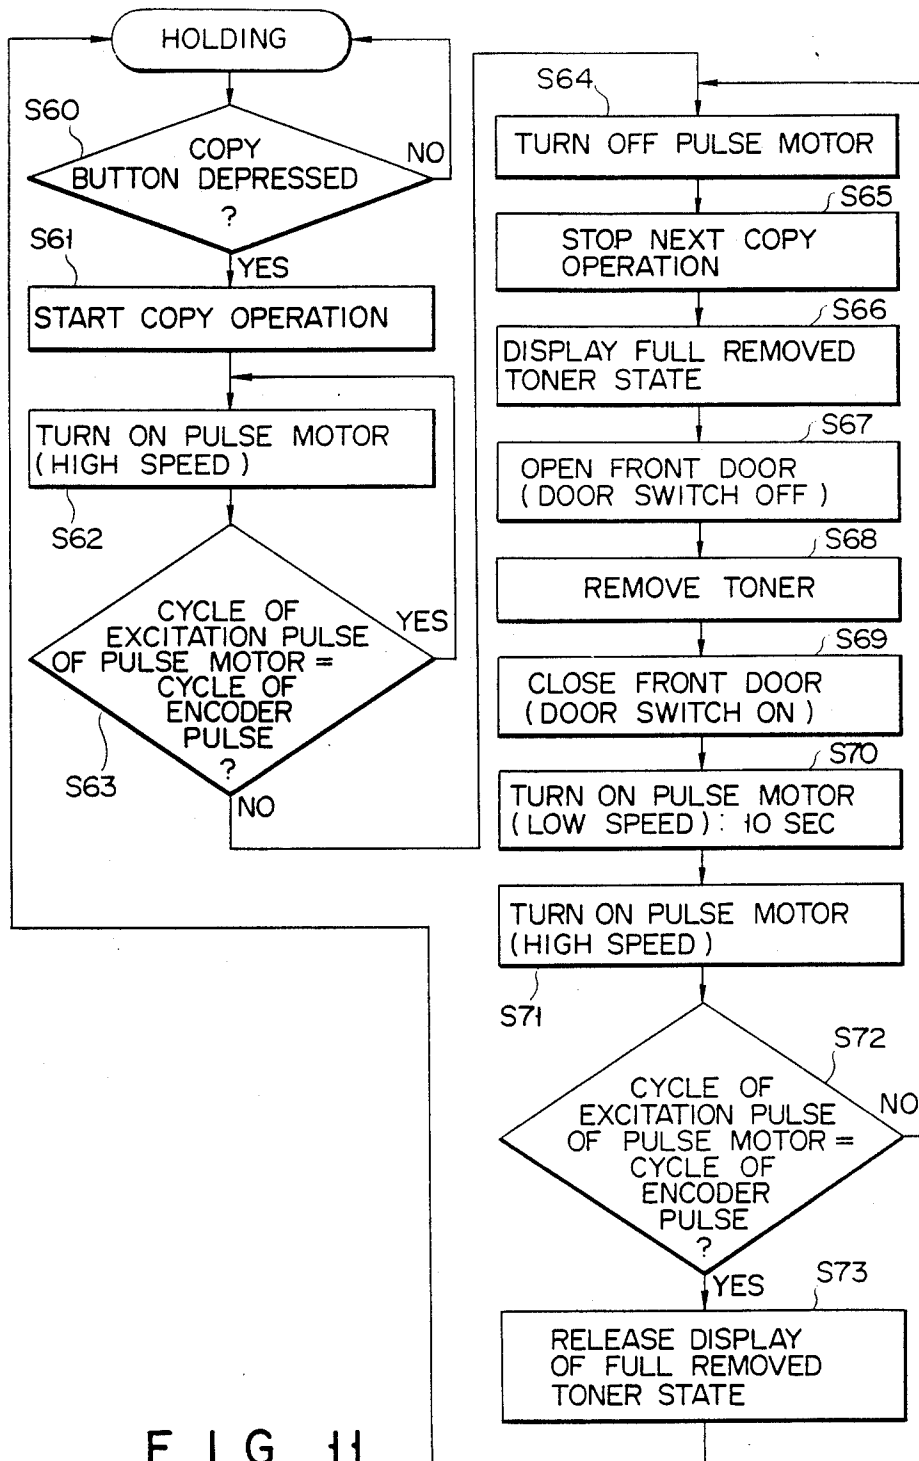 HOLDING
S60
COPY
BUTTON DEPRESSED
?
NO
YES
S61
START COPY OPERATION
TURN ON PULSE MOTOR
(HIGH SPEED)
S62
CYCLE OF
EXCITATION PULSE
OF PULSE MOTOR =
CYCLE OF
ENCODER
PULSE
?
YES
S63
NO
S64
TURN OFF PULSE MOTOR
S65
STOP NEXT COPY
OPERATION
S66
DISPLAY FULL REMOVED
TONER STATE
S67
OPEN FRONT DOOR
(DOOR SWITCH OFF)
S68
REMOVE TONER
S69
CLOSE FRONT DOOR
(DOOR SWITCH ON)
S70
TURN ON PULSE MOTOR
(LOW SPEED): 10 SEC
TURN ON PULSE MOTOR
(HIGH SPEED)
S71
S72
CYCLE OF
EXCITATION PULSE
OF PULSE MOTOR =
CYCLE OF
ENCODER
PULSE
?
NO
YES
S73
RELEASE DISPLAY
OF FULL REMOVED
TONER STATE
FIG. 11